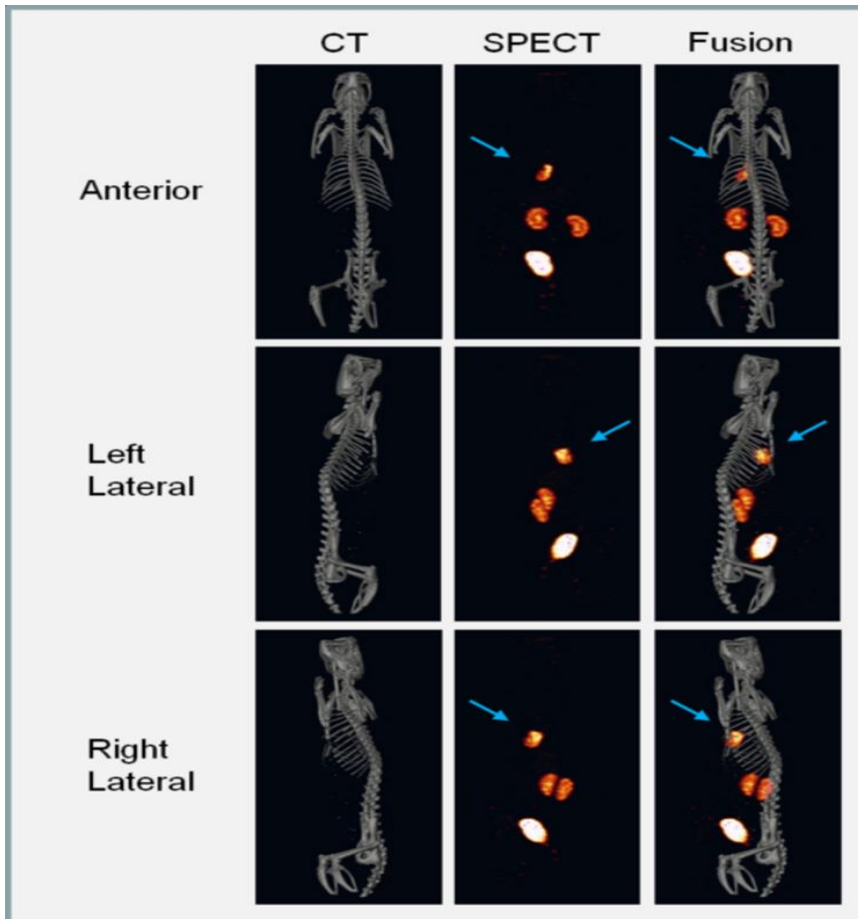 CT SPECT Fusion
Anterior
Left
Lateral
Right
Lateral